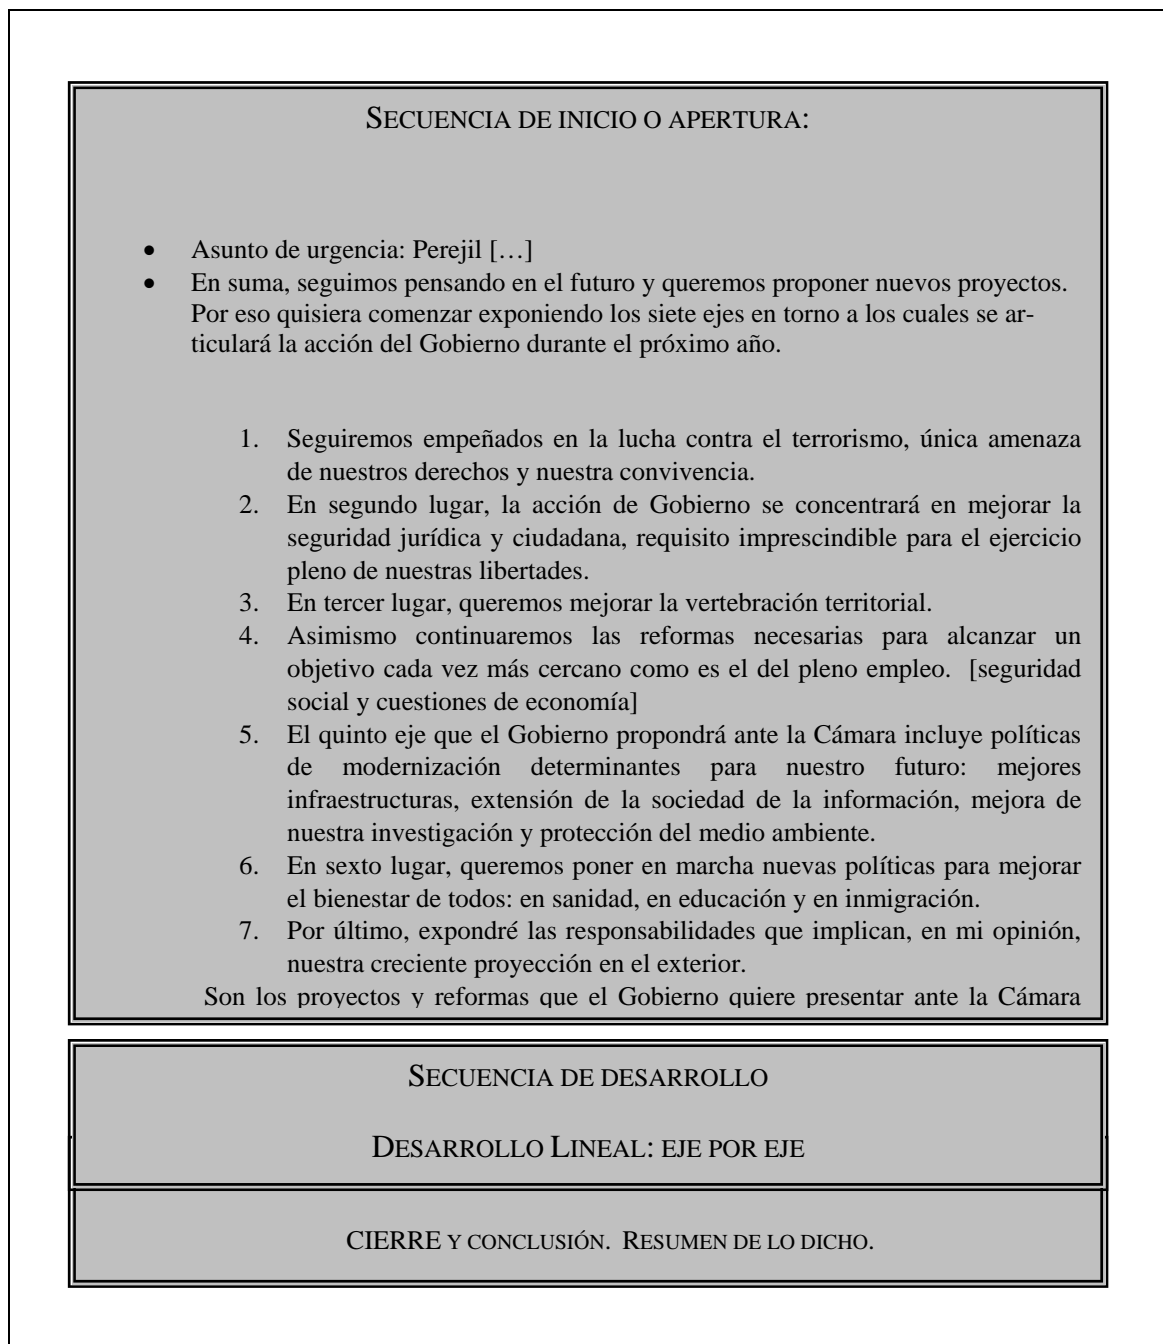 SECUENCIA DE INICIO O APERTURA:
• Asunto de urgencia: Perejil […]
• En suma, seguimos pensando en el futuro y queremos proponer nuevos proyectos.
Por eso quisiera comenzar exponiendo los siete ejes en torno a los cuales se ar-
ticulará la acción del Gobierno durante el próximo año.
1. Seguiremos empeñados en la lucha contra el terrorismo, única amenaza
de nuestros derechos y nuestra convivencia.
2. En segundo lugar, la acción de Gobierno se concentrará en mejorar la
seguridad jurídica y ciudadana, requisito imprescindible para el ejercicio
pleno de nuestras libertades.
3. En tercer lugar, queremos mejorar la vertebración territorial.
4. Asimismo continuaremos las reformas necesarias para alcanzar un
objetivo cada vez más cercano como es el del pleno empleo. [seguridad
social y cuestiones de economía]
5. El quinto eje que el Gobierno propondrá ante la Cámara incluye políticas
de modernización determinantes para nuestro futuro: mejores
infraestructuras, extensión de la sociedad de la información, mejora de
nuestra investigación y protección del medio ambiente.
6. En sexto lugar, queremos poner en marcha nuevas políticas para mejorar
el bienestar de todos: en sanidad, en educación y en inmigración.
7. Por último, expondré las responsabilidades que implican, en mi opinión,
nuestra creciente proyección en el exterior.
Son los proyectos y reformas que el Gobierno quiere presentar ante la Cámara
SECUENCIA DE DESARROLLO
DESARROLLO LINEAL: EJE POR EJE
CIERRE Y CONCLUSIÓN. RESUMEN DE LO DICHO.